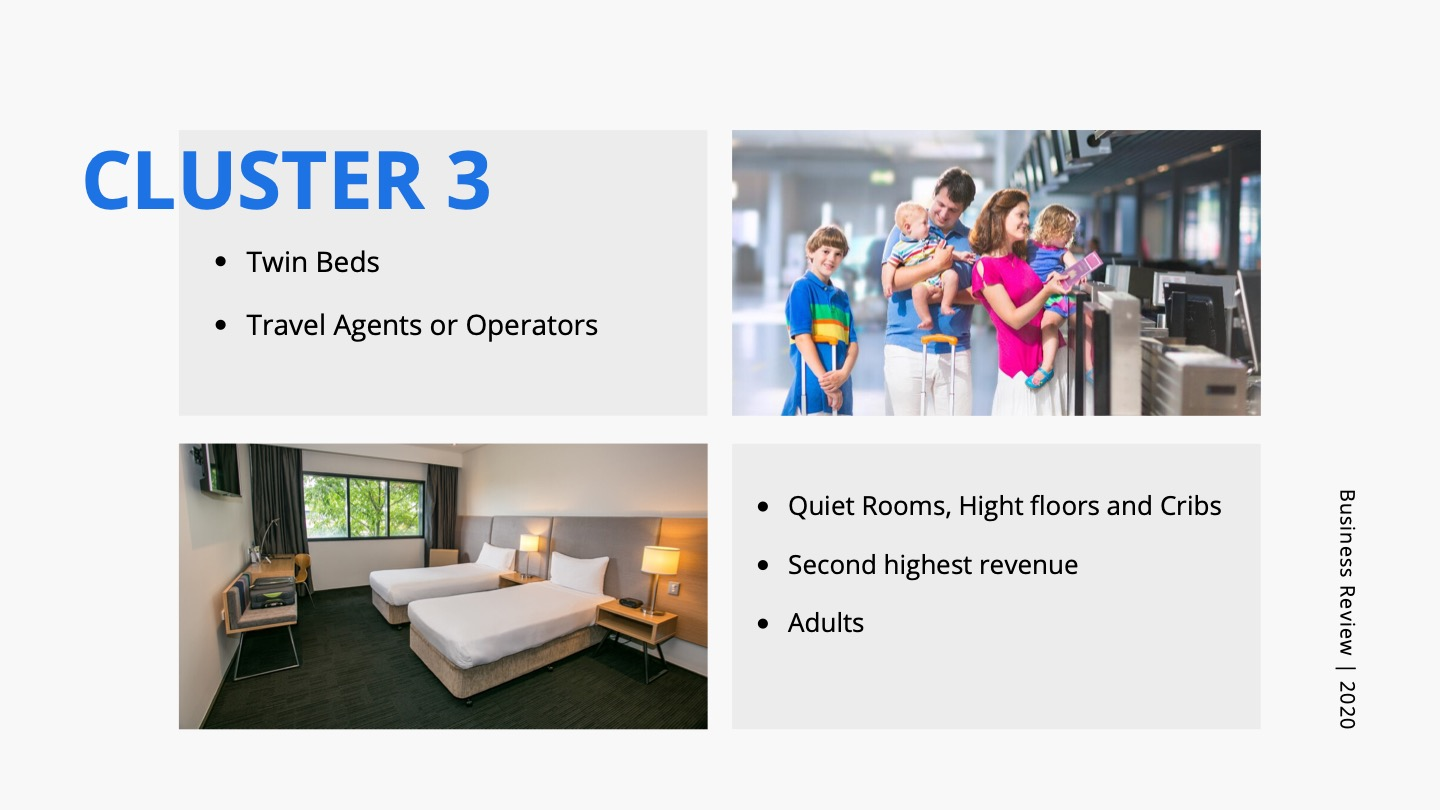 CLUSTER 3
Twin Beds
Travel Agents or Operators
Quiet Rooms, Hight floors and Cribs
Second highest revenue
Adults
Business Review | 2020